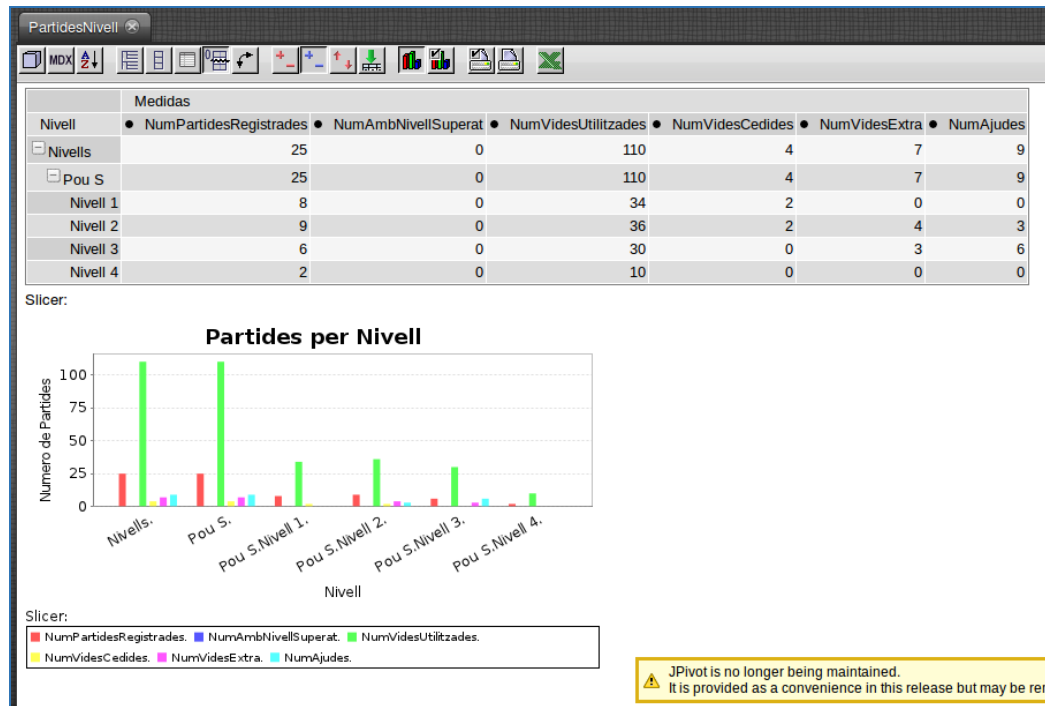 PartidesNivell
MDX
Medidas
Nivell NumPartidesRegistrades NumAmbNivellSuperat NumVidesUtilitzades NumVidesCedides NumVidesExtra NumAjudes
Nivells 25 0 110 4 7 9
Pou S 25 0 110 4 7 9
Nivell 1 8 0 34 2 0 0
Nivell 2 9 0 36 2 4 3
Nivell 3 6 0 30 0 3 6
Nivell 4 2 0 10 0 0 0
Slicer:
Partides per Nivell
Numero de Partides
100
75
50
25
0
Nivells. Pou S. Pou S.Nivell 1. Pou S.Nivell 2. Pou S.Nivell 3. Pou S.Nivell 4.
Nivell
Slicer:
NumPartidesRegistrades. NumAmbNivellSuperat. NumVidesUtilitzades.
NumVidesCedides. NumVidesExtra. NumAjudes.
JPivot is no longer being maintained.
It is provided as a convenience in this release but may be